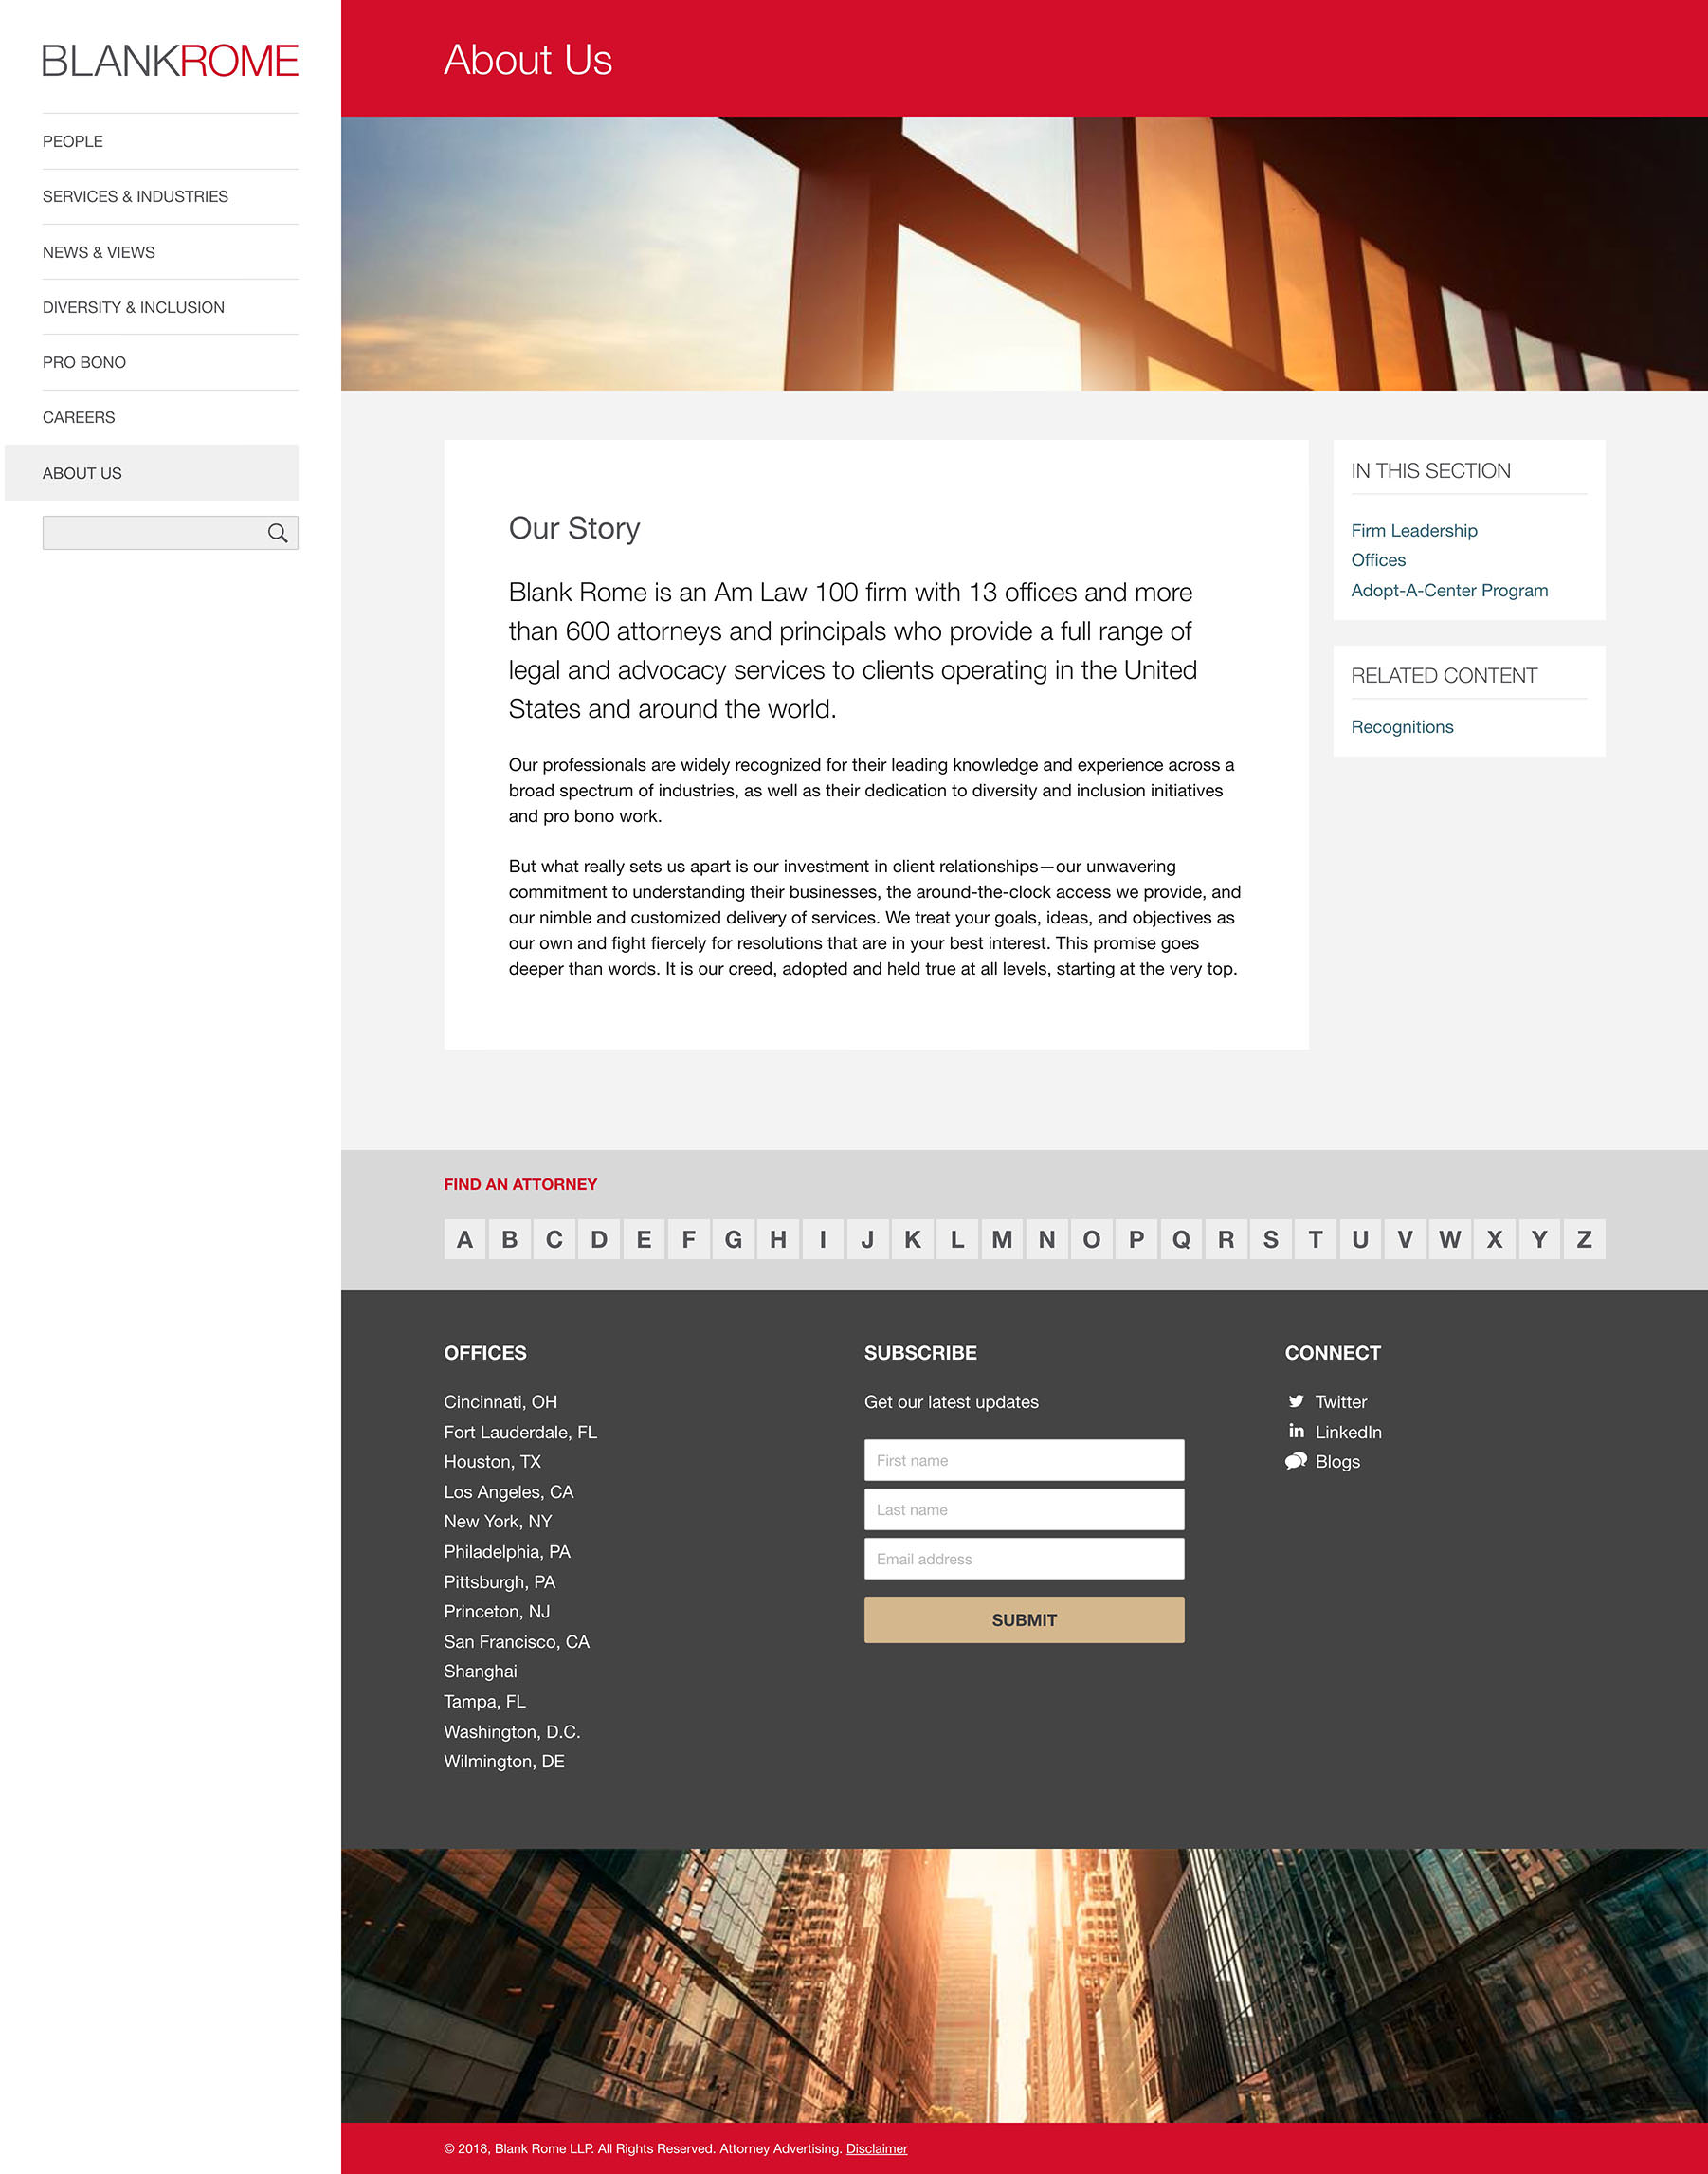 BLANKROME
PEOPLE
SERVICES & INDUSTRIES
NEWS & VIEWS
DIVERSITY & INCLUSION
PRO BONO
CAREERS
ABOUT US
About Us
Our Story
Blank Rome is an Am Law 100 firm with 13 offices and more
than 600 attorneys and principals who provide a full range of
legal and advocacy services to clients operating in the United
States and around the world.
Our professionals are widely recognized for their leading knowledge and experience across a
broad spectrum of industries, as well as their dedication to diversity and inclusion initiatives
and pro bono work.
But what really sets us apart is our investment in client relationships—our unwavering
commitment to understanding their businesses, the around-the-clock access we provide, and
our nimble and customized delivery of services. We treat your goals, ideas, and objectives as
our own and fight fiercely for resolutions that are in your best interest. This promise goes
deeper than words. It is our creed, adopted and held true at all levels, starting at the very top.
IN THIS SECTION
Firm Leadership
Offices
Adopt-A-Center Program
RELATED CONTENT
Recognitions
FIND AN ATTORNEY
A B C D E F G H I J K L M N O P Q R S T U V W X Y Z
OFFICES
Cincinnati, OH
Fort Lauderdale, FL
Houston, TX
Los Angeles, CA
New York, NY
Philadelphia, PA
Pittsburgh, PA
Princeton, NJ
San Francisco, CA
Shanghai
Tampa, FL
Washington, D.C.
Wilmington, DE
SUBSCRIBE
Get our latest updates
First name
Last name
Email address
SUBMIT
CONNECT
Twitter
LinkedIn
Blogs
© 2018, Blank Rome LLP. All Rights Reserved. Attorney Advertising. Disclaimer